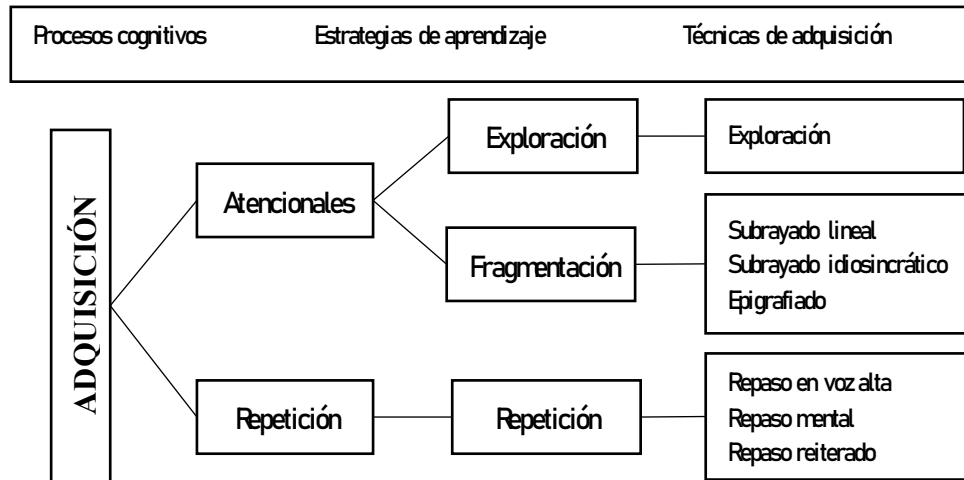 Procesos cognitivos Estrategias de aprendizaje Técnicas de adquisición
ADQUISICIÓN
Atencionales
Exploración
Exploración
Fragmentación
Subrayado lineal
Subrayado idiosincrático
Epigrafiado
Repetición
Repetición
Repaso en voz alta
Repaso mental
Repaso reiterado